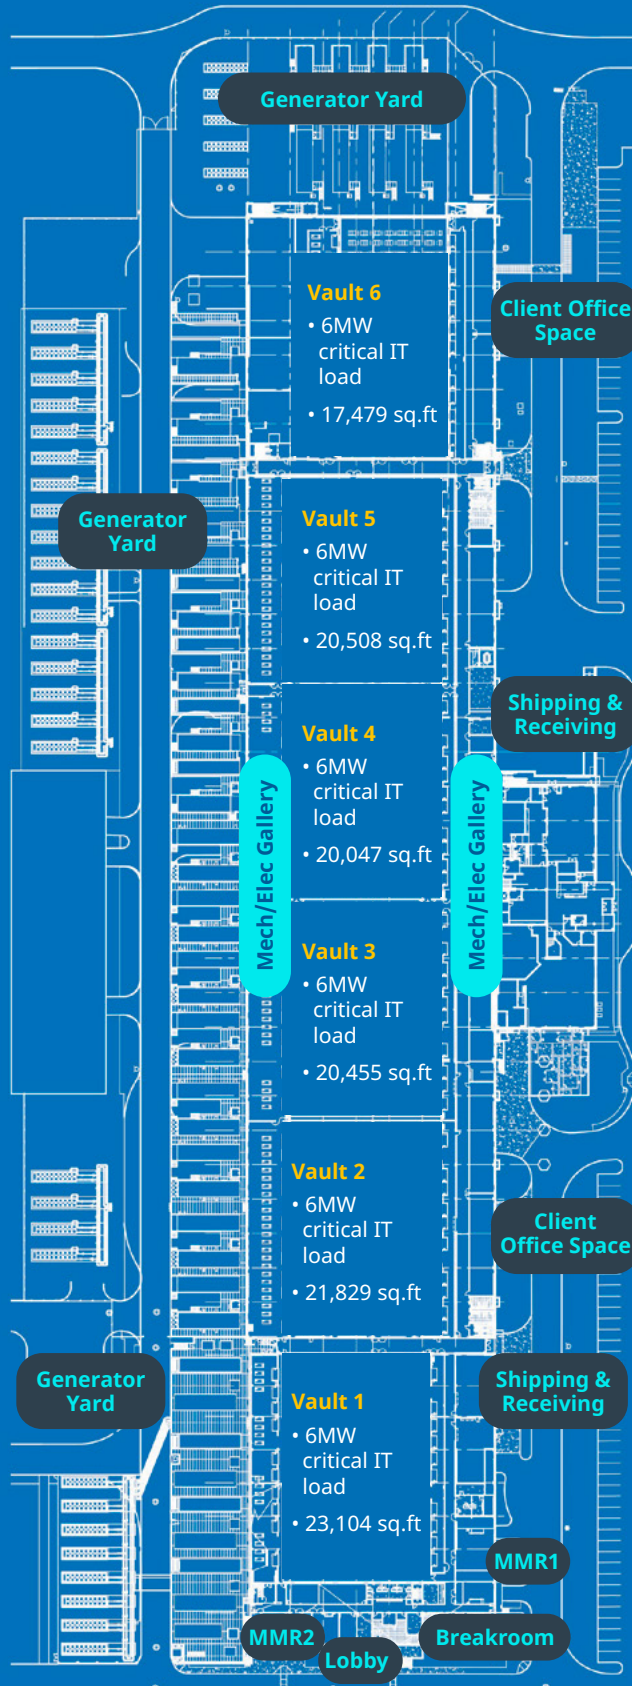 Generator Yard
Vault 6
• 6MW
critical IT
load
• 17,479 sq.ft
Client Office
Space
Generator
Yard
Vault 5
• 6MW
critical IT
load
• 20,508 sq.ft
Shipping &
Receiving
Vault 4
• 6MW
critical IT
load
• 20,047 sq.ft
Mech/Elec Gallery
Mech/Elec Gallery
Vault 3
• 6MW
critical IT
load
• 20,455 sq.ft
Vault 2
• 6MW
critical IT
load
• 21,829 sq.ft
Client
Office Space
Generator
Yard
Vault 1
• 6MW
critical IT
load
• 23,104 sq.ft
Shipping &
Receiving
MMR1
MMR2
Lobby
Breakroom